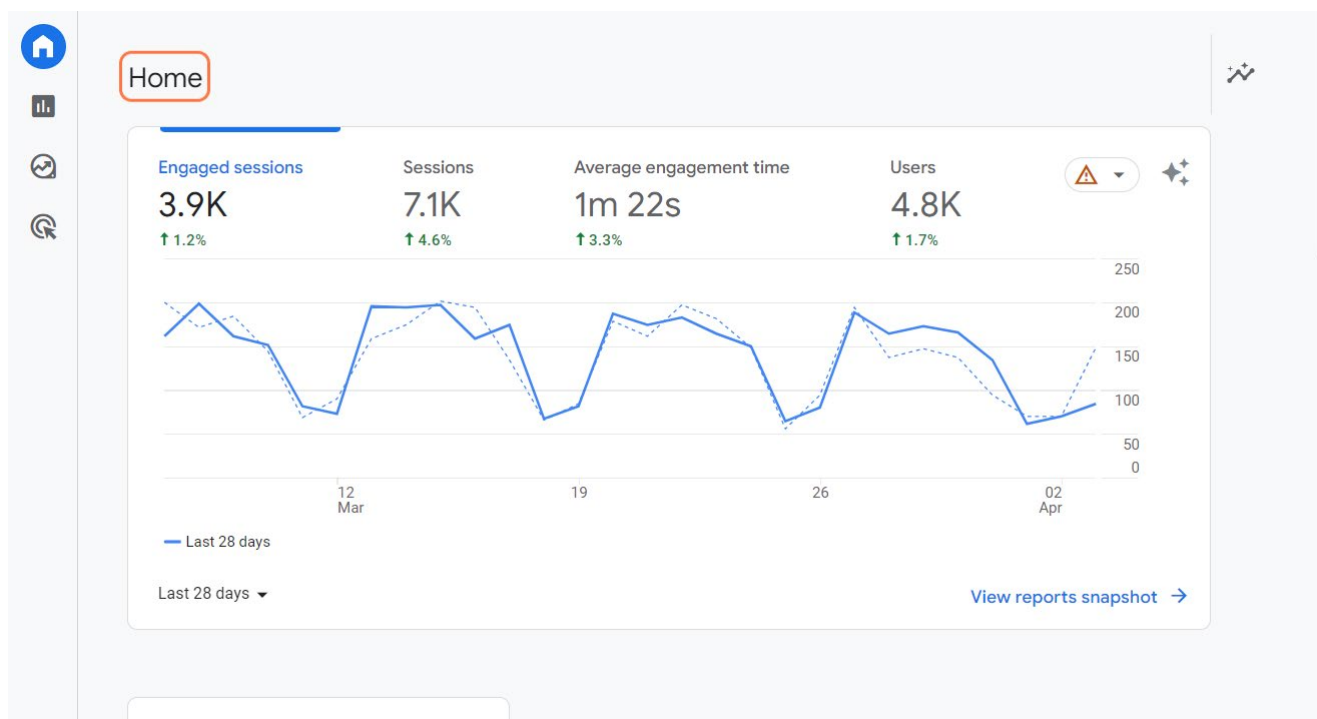 Home
Engaged sessions
3.9K
↑ 1.2%
Sessions
7.1K
↑ 4.6%
Average engagement time
1m 22s
↑ 3.3%
Users
4.8K
↑ 1.7%
250
200
150
100
50
0
12
Mar
19
26
02
Apr
Last 28 days
Last 28 days
View reports snapshot →